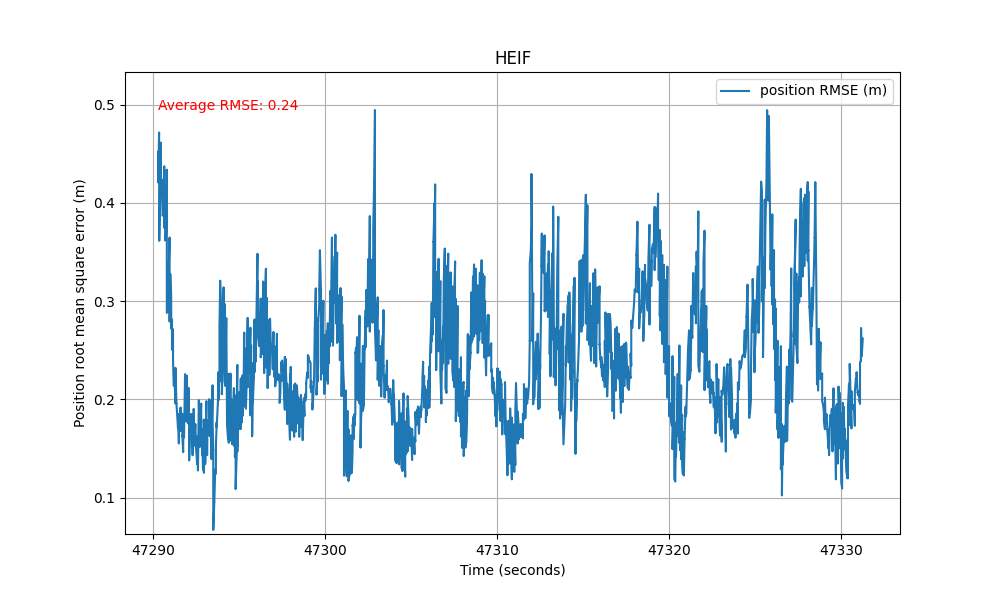 HEIF
Average RMSE: 0.24
position RMSE (m)
Position root mean square error (m)
0.5
0.4
0.3
0.2
0.1
47290
47300
47310
47320
47330
Time (seconds)